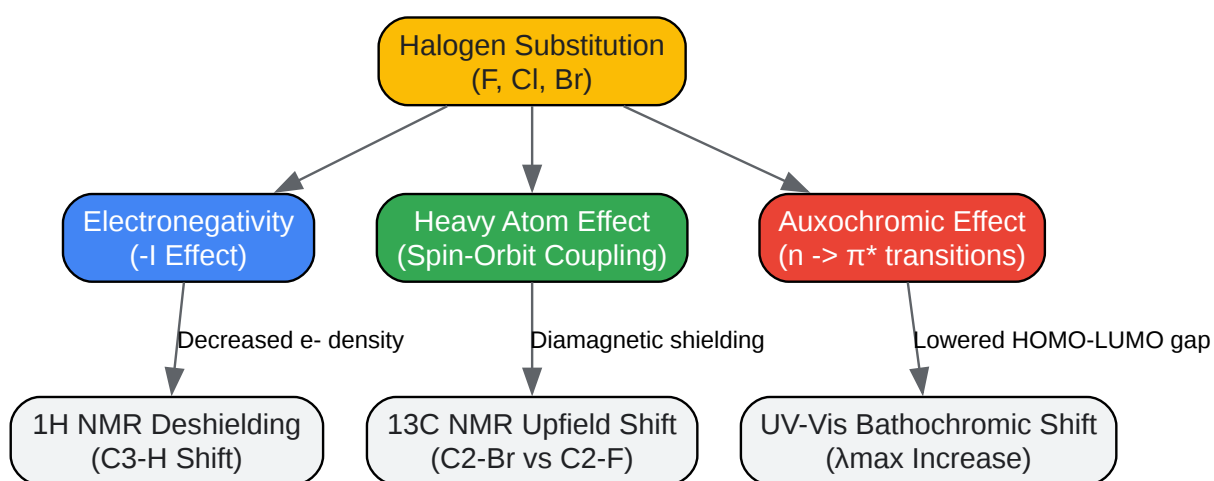 Halogen Substitution
(F, Cl, Br)
Electronegativity
(-I Effect)
Heavy Atom Effect
(Spin-Orbit Coupling)
Auxochromic Effect
(n -> π* transitions)
Decreased e- density
Diamagnetic shielding
Lowered HOMO-LUMO gap
1H NMR Deshielding
(C3-H Shift)
13C NMR Upfield Shift
(C2-Br vs C2-F)
UV-Vis Bathochromic Shift
(λmax Increase)